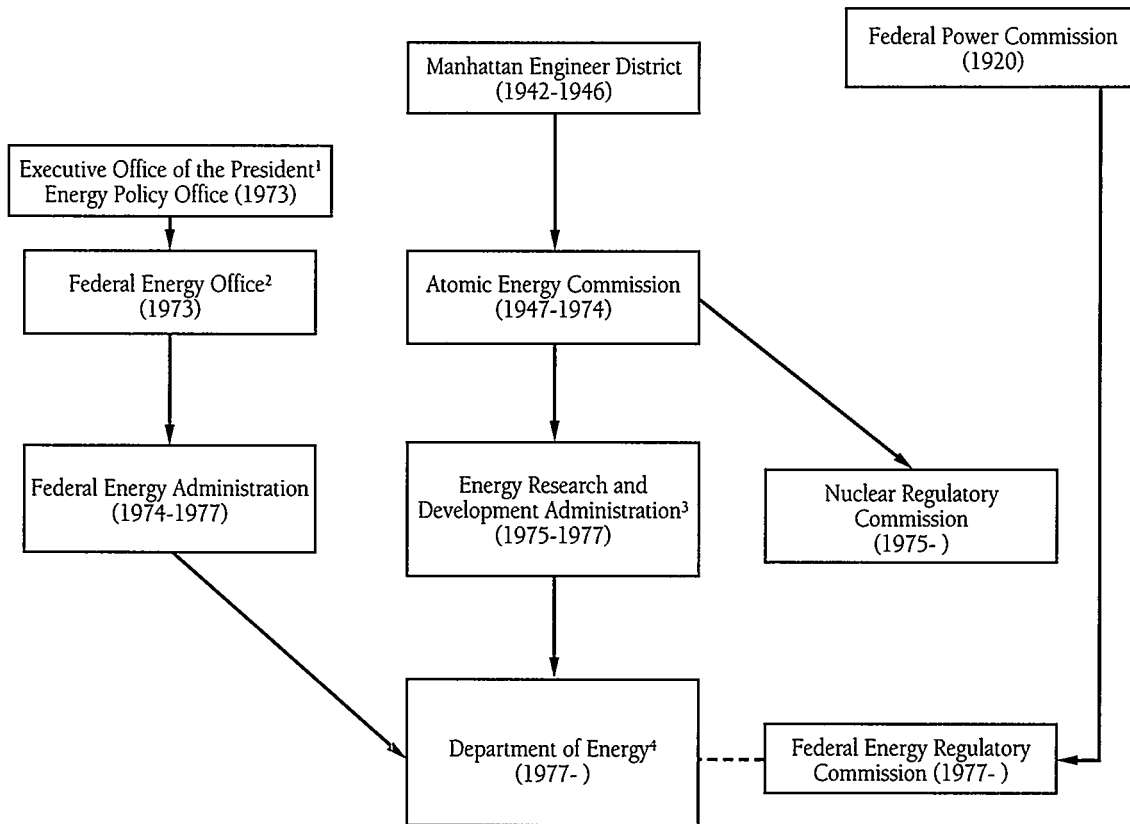 Federal Power Commission
(1920)
Manhattan Engineer District
(1942-1946)
Executive Office of the President¹
Energy Policy Office (1973)
Federal Energy Office²
(1973)
Atomic Energy Commission
(1947-1974)
Federal Energy Administration
(1974-1977)
Energy Research and
Development Administration³
(1975-1977)
Nuclear Regulatory
Commission
(1975- )
Department of Energy⁴
(1977- )
Federal Energy Regulatory
Commission (1977- )